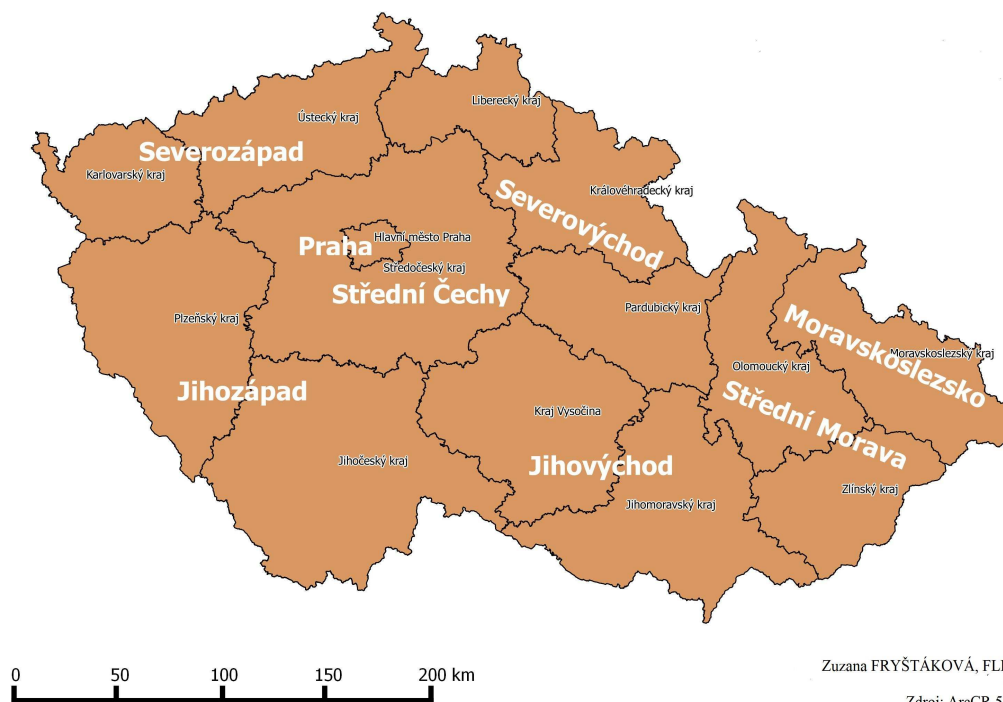 Liberecký kraj
Ústecký kraj
Severozápad
Karlovarský kraj
Královéhradecký kraj
Severovýchod
Hlavní město Praha
Praha
Středočeský kraj
Střední Čechy
Pardubický kraj
Plzeňský kraj
Moravskoslezsko
Moravskoslezský kraj
Olomoucký kraj
Jihozápad
Střední Morava
Kraj Vysočina
Jihočeský kraj
Jihovýchod
Zlínský kraj
Jihomoravský kraj
0 50 100 150 200 km
Zuzana FRYŠTÁKOVÁ,
Zdroj: